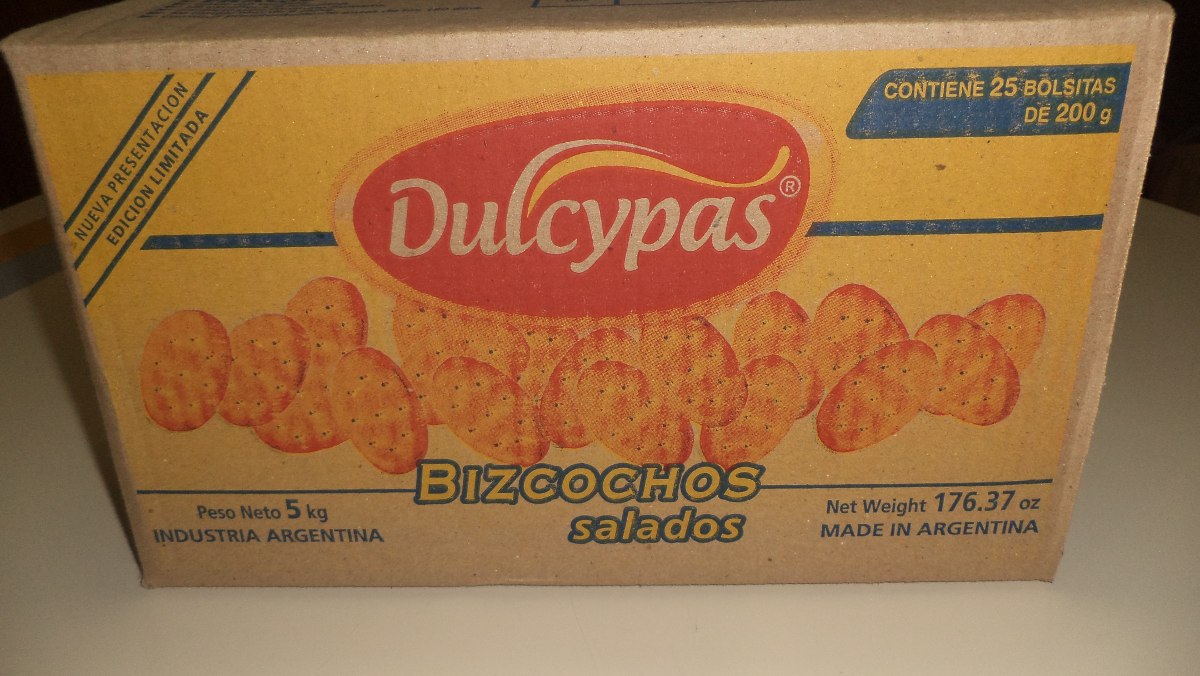 NUEVA PRESENTACION
EDICION LIMITADA
CONTIENE 25 BOLSITAS
DE 200 g
Dulcypas®
BIZCOCHOS
salados
Peso Neto 5 kg
INDUSTRIA ARGENTINA
Net Weight 176.37 oz
MADE IN ARGENTINA